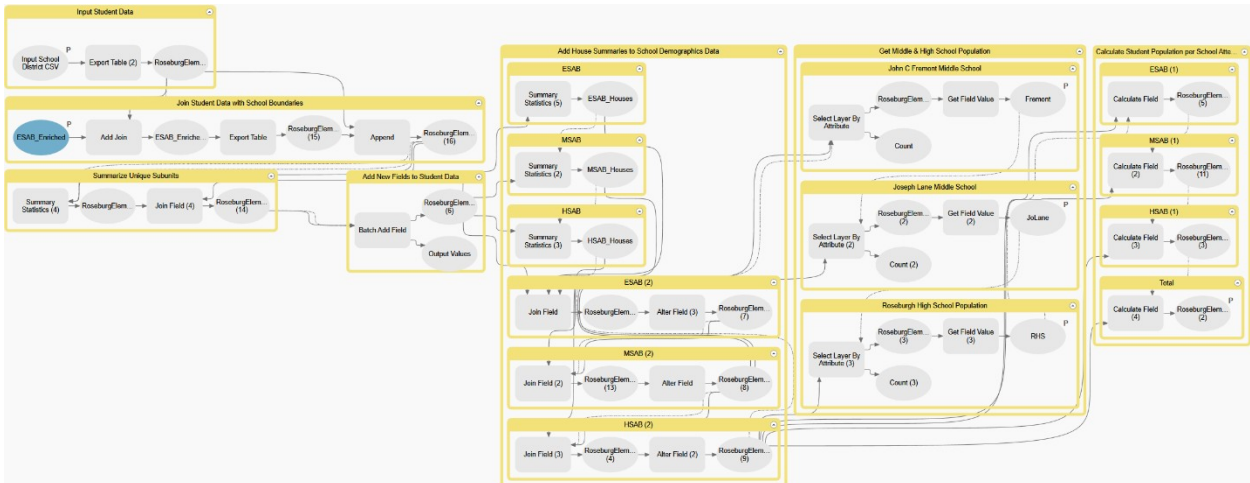 Input Student Data
P
Input School
District CSV
Export Table (2)
RoseburgElem...
Join Student Data with School Boundaries
P
ESAB_Enriched
Add Join
ESAB_Enriche...
Export Table
RoseburgElem...
(15)
Append
RoseburgElem...
(16)
Summarize Unique Subunits
Summary
Statistics (4)
RoseburgElem...
Join Field (4)
RoseburgElem...
(14)
Add New Fields to Student Data
Batch Add Field
RoseburgElem...
(6)
Output Values
Add House Summaries to School Demographics Data
ESAB
Summary
Statistics (5)
ESAB_Houses
MSAB
Summary
Statistics (2)
MSAB_Houses
HSAB
Summary
Statistics (3)
HSAB_Houses
ESAB (2)
Join Field
RoseburgElem...
Alter Field (3)
RoseburgElem...
(7)
MSAB (2)
Join Field (2)
RoseburgElem...
(13)
Alter Field
RoseburgElem...
(8)
HSAB (2)
Join Field (3)
RoseburgElem...
(4)
Alter Field (2)
RoseburgElem...
(9)
Get Middle & High School Population
John C Fremont Middle School
Select Layer By
Attribute
RoseburgElem...
Get Field Value
Fremont
P
Count
Joseph Lane Middle School
Select Layer By
Attribute (2)
RoseburgElem...
(2)
Get Field Value
(2)
JoLane
P
Count (2)
Roseburgh High School Population
Select Layer By
Attribute (3)
RoseburgElem...
(3)
Get Field Value
(3)
RHS
P
Count (3)
Calculate Student Population per School Atte...
ESAB (1)
Calculate Field
RoseburgElem...
(5)
MSAB (1)
Calculate Field
(2)
RoseburgElem...
(11)
HSAB (1)
Calculate Field
(3)
RoseburgElem...
(3)
Total
Calculate Field
(4)
RoseburgElem...
(2)
P